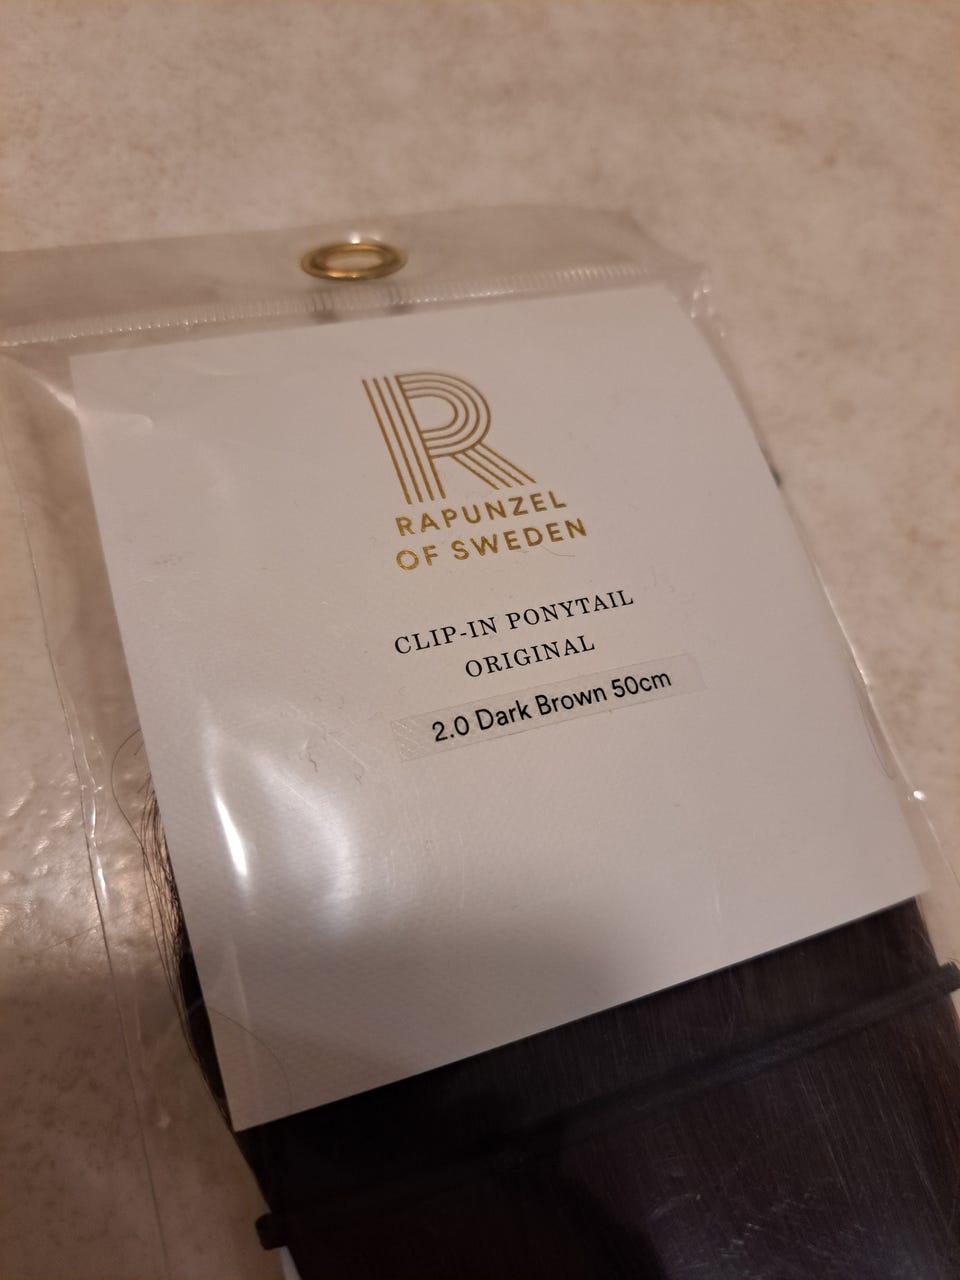 R
RAPUNZEL
OF SWEDEN
CLIP-IN PONYTAIL
ORIGINAL
2.0 Dark Brown 50cm